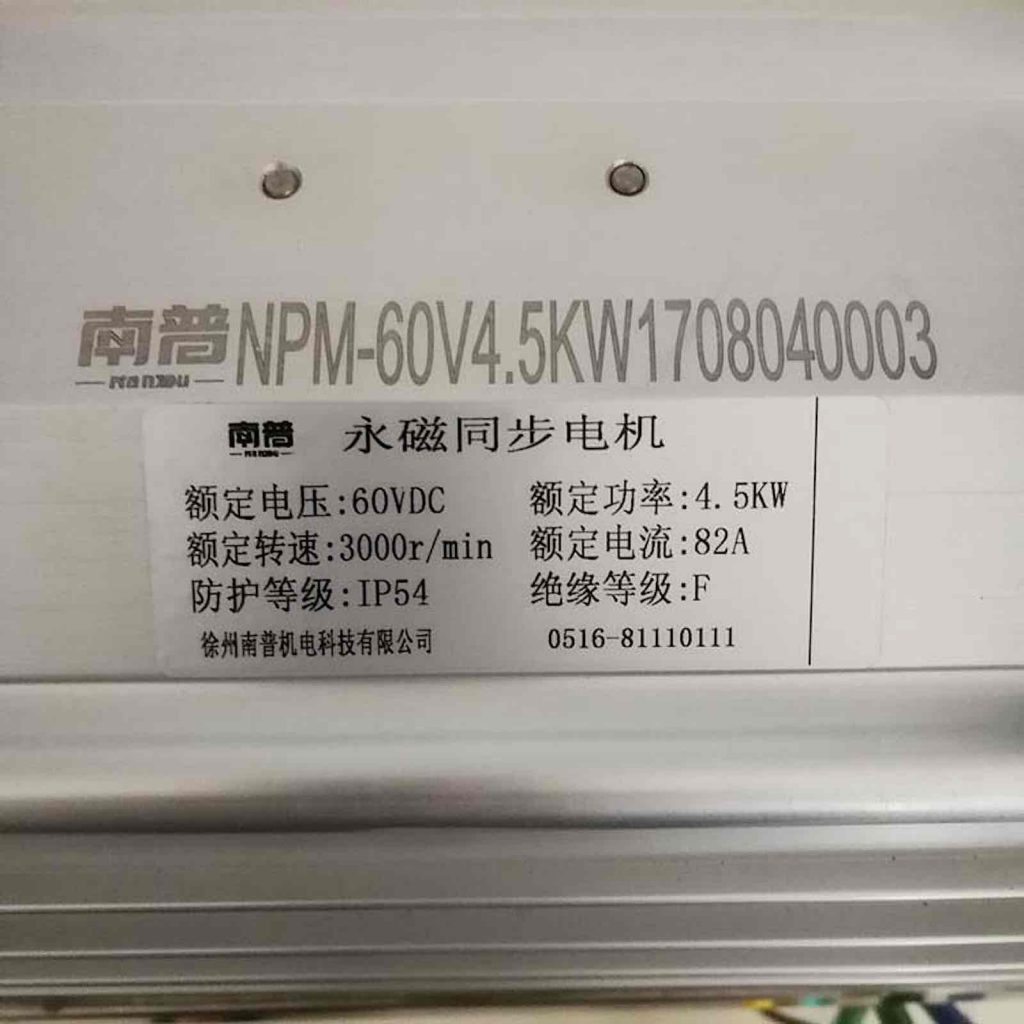 南普 NPM-60V4.5KW1708040003
NANPU
南普 永磁同步电机
NANPU
额定电压:60VDC 额定功率:4.5KW
额定转速:3000r/min 额定电流:82A
防护等级:IP54 绝缘等级:F
徐州南普机电科技有限公司 0516-81110111